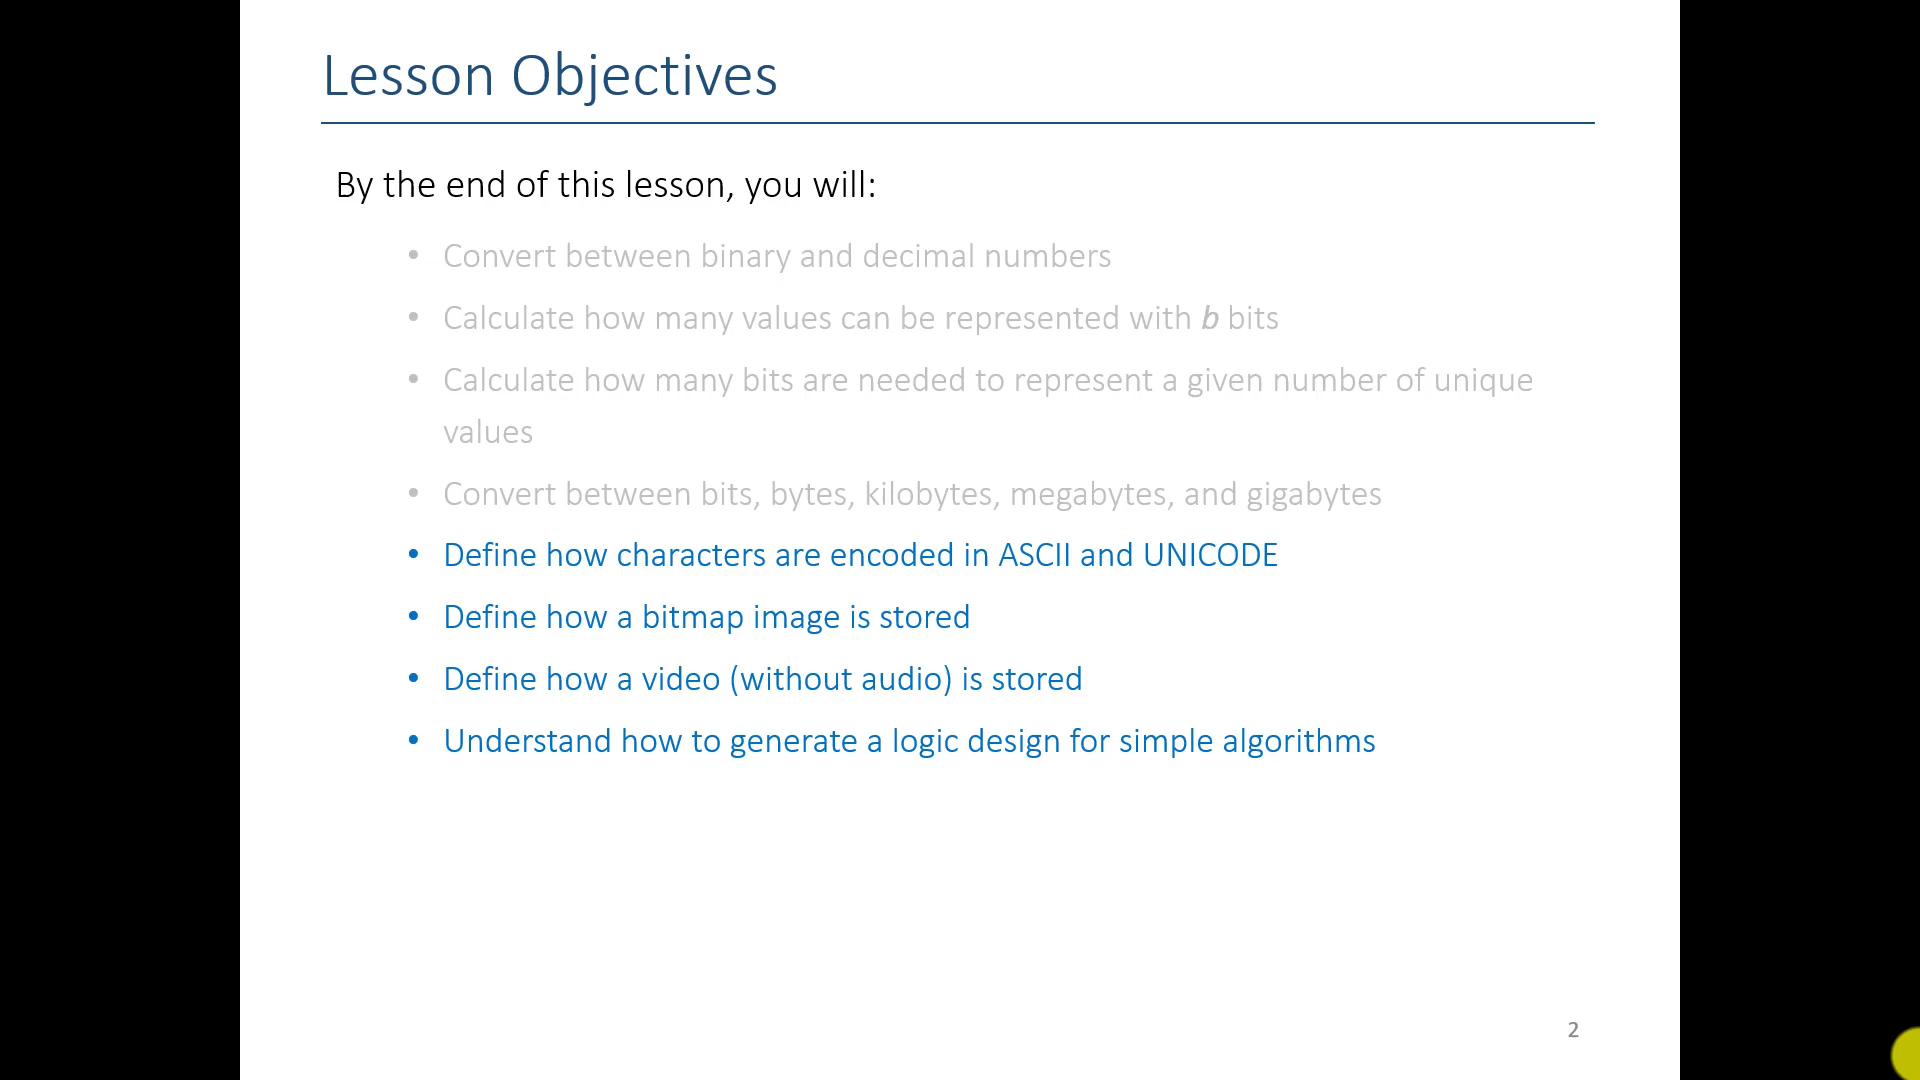 Lesson Objectives
By the end of this lesson, you will:
• Convert between binary and decimal numbers
• Calculate how many values can be represented with b bits
• Calculate how many bits are needed to represent a given number of unique
values
• Convert between bits, bytes, kilobytes, megabytes, and gigabytes
• Define how characters are encoded in ASCII and UNICODE
• Define how a bitmap image is stored
• Define how a video (without audio) is stored
• Understand how to generate a logic design for simple algorithms
2